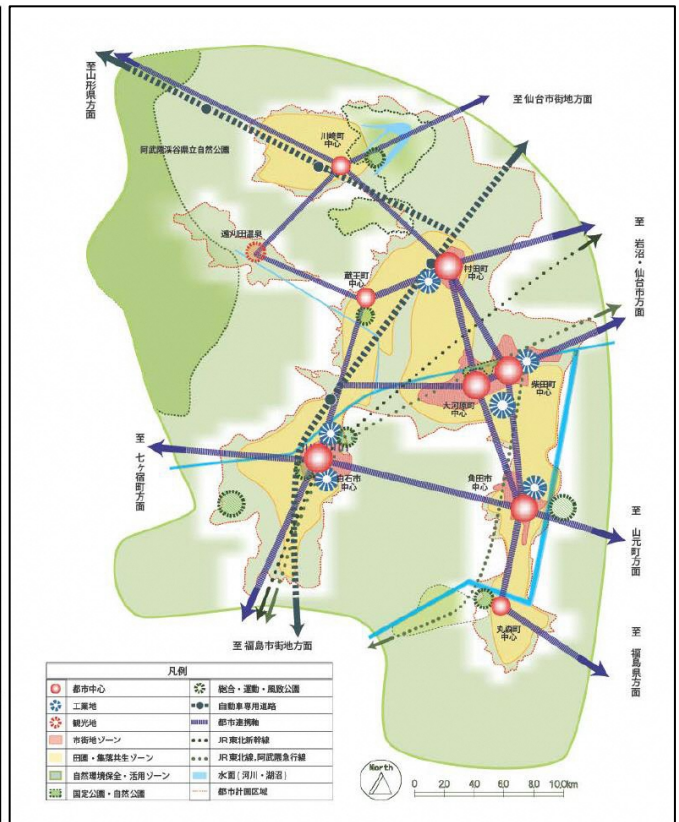 至山形県方面
至仙台市街地方面
川崎町
中心
阿武隈渓谷県立自然公園
遠刈田温泉
蔵王町
中心
村田町
中心
至 岩沼・仙台市方面
柴田町
中心
大河原町
中心
至 七ヶ宿町方面
白石市
中心
角田市
中心
至 山元町方面
丸森町
中心
至福島市街地方面
至 福島県方面
凡例
都市中心
総合・運動・風致公園
工業地
自動車専用道路
観光地
都市連携軸
市街地ゾーン
JR東北新幹線
田園・集落共生ゾーン
JR東北線,阿武隈急行線
自然環境保全・活用ゾーン
水面(河川・湖沼)
国定公園・自然公園
都市計画区域
North
0 2 4 6 8 10.0km